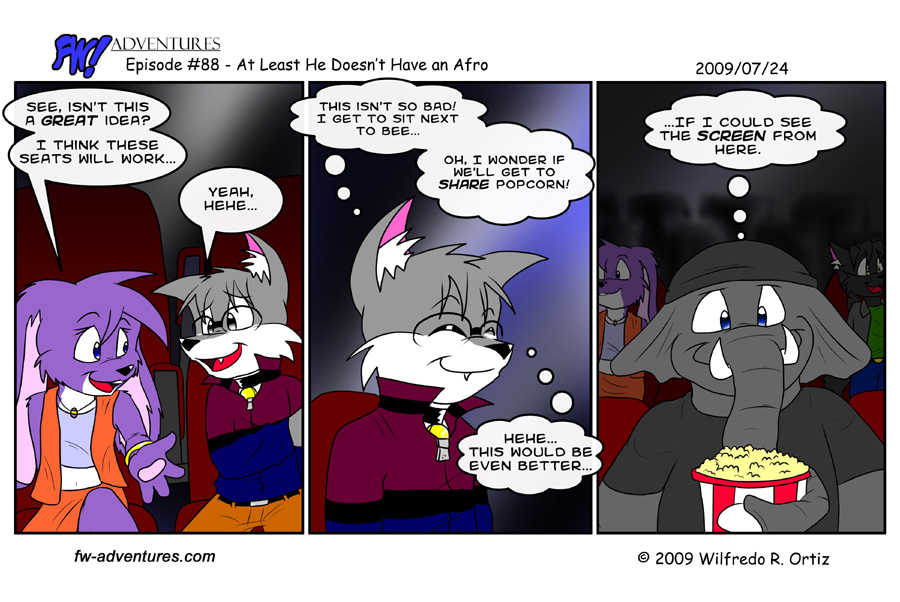 FW! ADVENTURES
Episode #88 - At Least He Doesn't Have an Afro
2009/07/24
SEE, ISN'T THIS
A GREAT IDEA?
I THINK THESE
SEATS WILL WORK...
YEAH,
HEHE...
THIS ISN'T SO BAD!
I GET TO SIT NEXT
TO BEE...
OH, I WONDER IF
WE'LL GET TO
SHARE POPCORN!
HEHE...
THIS WOULD BE
EVEN BETTER...
...IF I COULD SEE
THE SCREEN FROM
HERE.
fw-adventures.com
© 2009 Wilfredo R. Ortiz